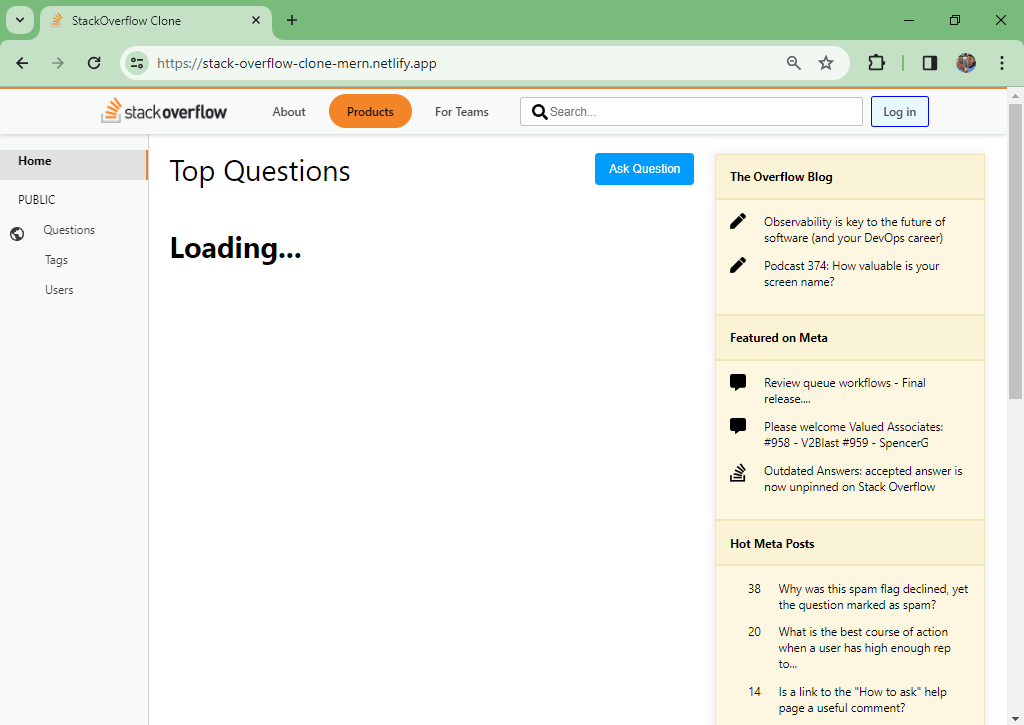 StackOverflow Clone
https://stack-overflow-clone-mern.netlify.app
stackoverflow
About
Products
For Teams
Search...
Log in
Home
PUBLIC
Questions
Tags
Users
Top Questions
Ask Question
Loading...
The Overflow Blog
Observability is key to the future of
software (and your DevOps career)
Podcast 374: How valuable is your
screen name?
Featured on Meta
Review queue workflows - Final
release....
Please welcome Valued Associates:
#958 - V2Blast #959 - SpencerG
Outdated Answers: accepted answer is
now unpinned on Stack Overflow
Hot Meta Posts
38 Why was this spam flag declined, yet
the question marked as spam?
20 What is the best course of action
when a user has high enough rep
to...
14 Is a link to the "How to ask" help
page a useful comment?